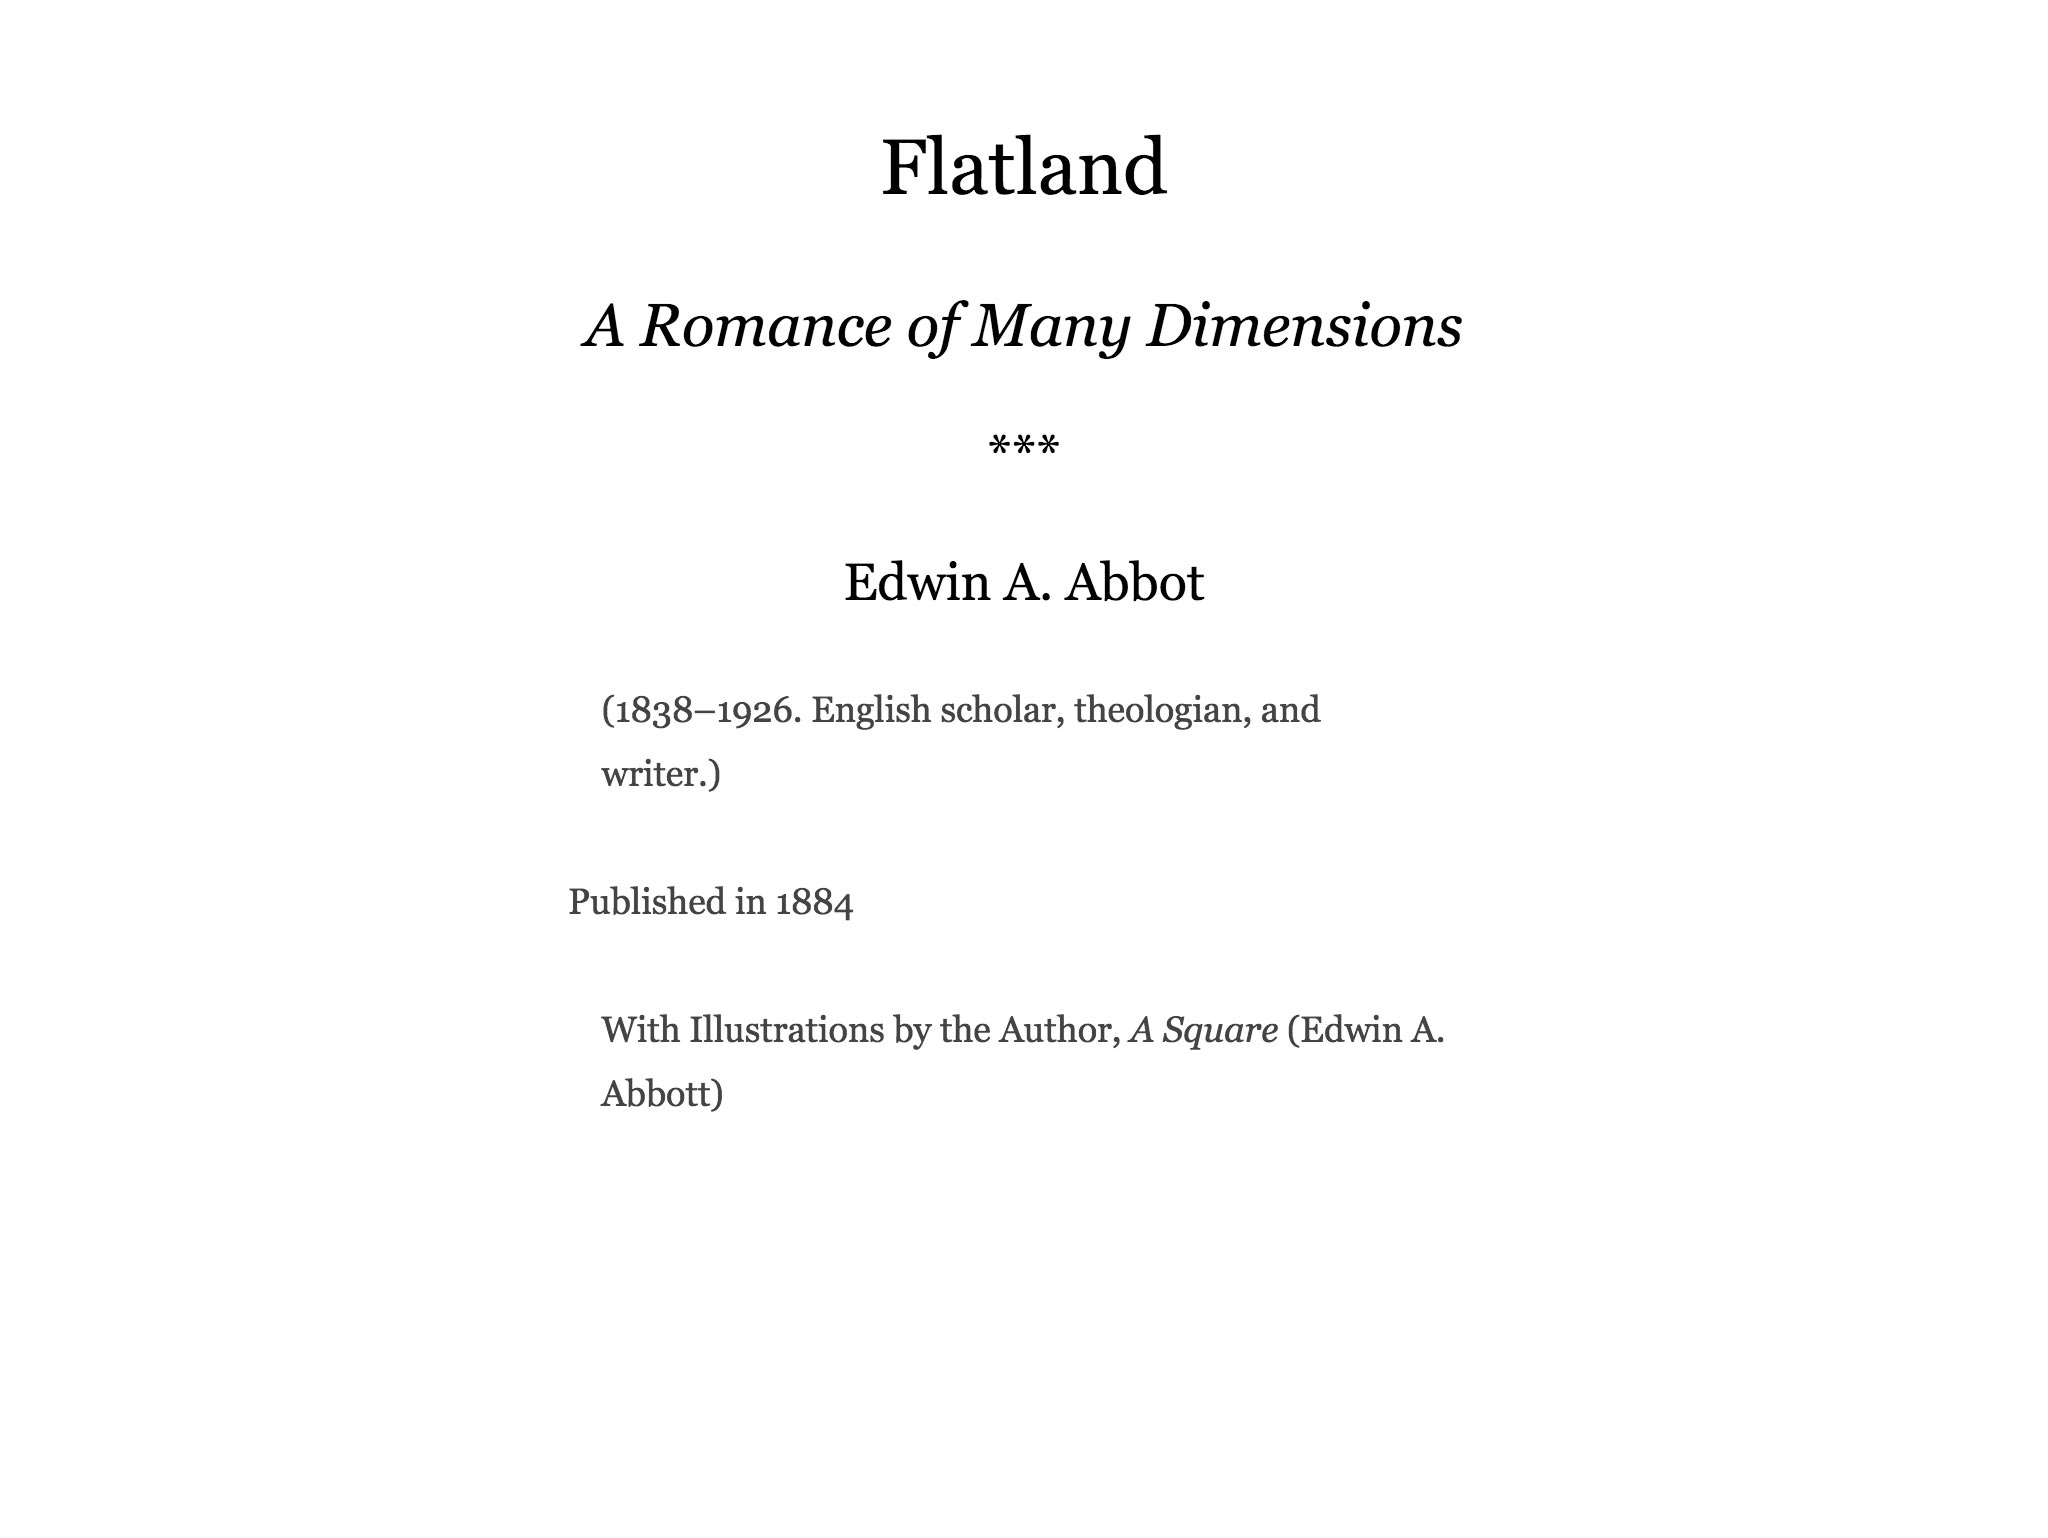 Flatland
A Romance of Many Dimensions
***
Edwin A. Abbot
(1838–1926. English scholar, theologian, and
writer.)
Published in 1884
With Illustrations by the Author, A Square (Edwin A.
Abbott)